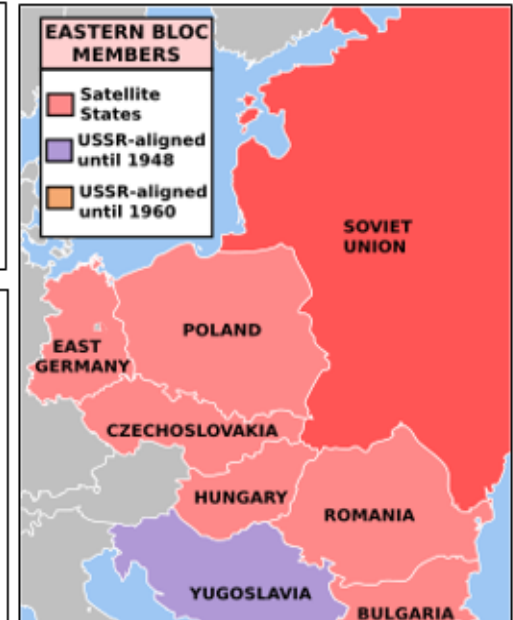 EASTERN BLOC
MEMBERS
Satellite
States
USSR-aligned
until 1948
USSR-aligned
until 1960
SOVIET
UNION
POLAND
EAST
GERMANY
CZECHOSLOVAKIA
HUNGARY
ROMANIA
YUGOSLAVIA
BULGARIA